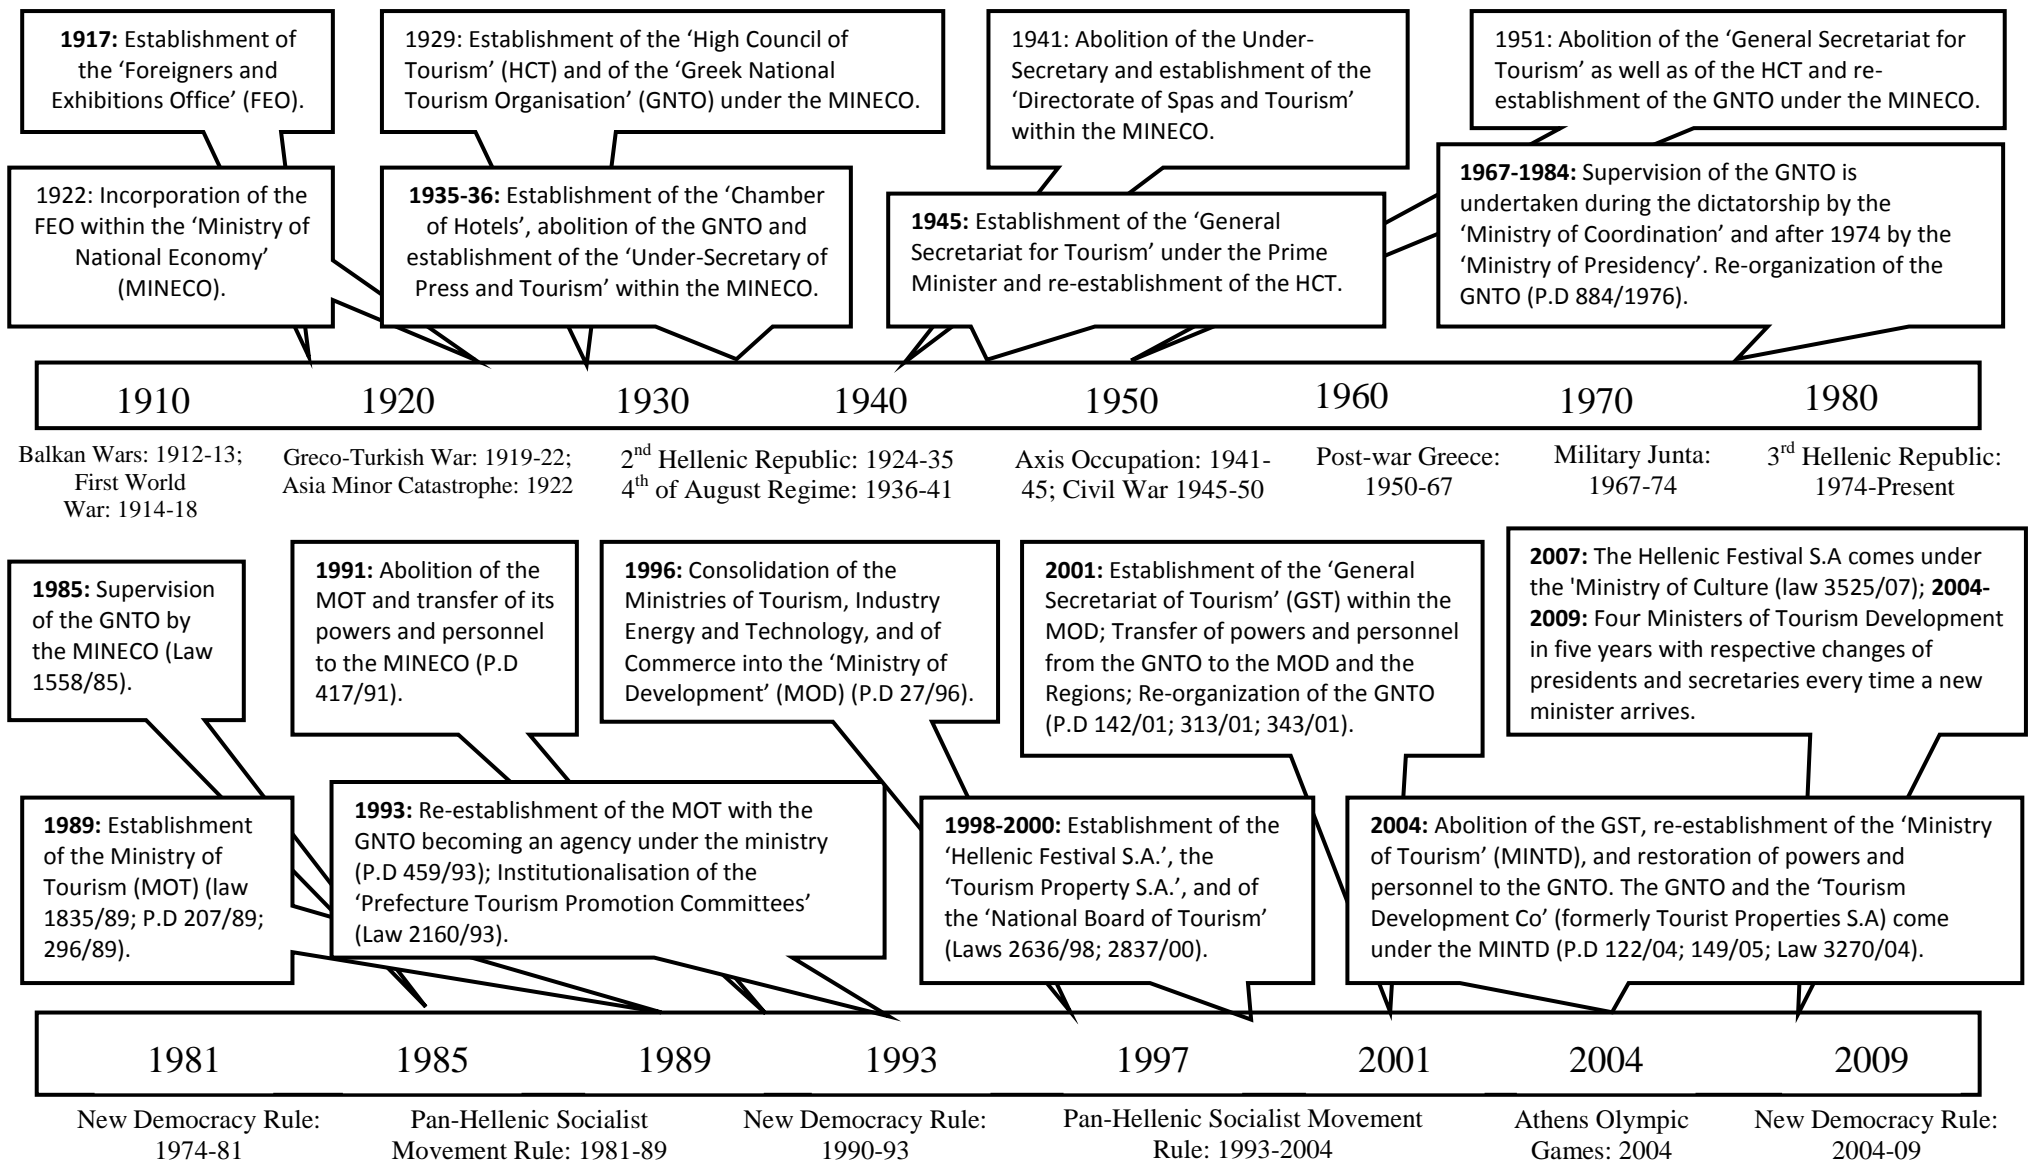 1917: Establishment of
the ‘Foreigners and
Exhibitions Office’ (FEO).
1929: Establishment of the ‘High Council of
Tourism’ (HCT) and of the ‘Greek National
Tourism Organisation’ (GNTO) under the MINECO.
1941: Abolition of the Under-
Secretary and establishment of the
‘Directorate of Spas and Tourism’
within the MINECO.
1951: Abolition of the ‘General Secretariat for
Tourism’ as well as of the HCT and re-
establishment of the GNTO under the MINECO.
1922: Incorporation of the
FEO within the ‘Ministry of
National Economy’
(MINECO).
1935-36: Establishment of the ‘Chamber
of Hotels’, abolition of the GNTO and
establishment of the ‘Under-Secretary of
Press and Tourism’ within the MINECO.
1945: Establishment of the ‘General
Secretariat for Tourism’ under the Prime
Minister and re-establishment of the HCT.
1967-1984: Supervision of the GNTO is
undertaken during the dictatorship by the
‘Ministry of Coordination’ and after 1974 by the
‘Ministry of Presidency’. Re-organization of the
GNTO (P.D 884/1976).
1910 1920 1930 1940 1950 1960 1970 1980
Balkan Wars: 1912-13;
First World
War: 1914-18
Greco-Turkish War: 1919-22;
Asia Minor Catastrophe: 1922
2nd Hellenic Republic: 1924-35
4th of August Regime: 1936-41
Axis Occupation: 1941-
45; Civil War 1945-50
Post-war Greece:
1950-67
Military Junta:
1967-74
3rd Hellenic Republic:
1974-Present
1985: Supervision
of the GNTO by
the MINECO (Law
1558/85).
1991: Abolition of the
MOT and transfer of its
powers and personnel
to the MINECO (P.D
417/91).
1996: Consolidation of the
Ministries of Tourism, Industry
Energy and Technology, and of
Commerce into the ‘Ministry of
Development’ (MOD) (P.D 27/96).
2001: Establishment of the ‘General
Secretariat of Tourism’ (GST) within the
MOD; Transfer of powers and personnel
from the GNTO to the MOD and the
Regions; Re-organization of the GNTO
(P.D 142/01; 313/01; 343/01).
2007: The Hellenic Festival S.A comes under
the 'Ministry of Culture (law 3525/07); 2004-
2009: Four Ministers of Tourism Development
in five years with respective changes of
presidents and secretaries every time a new
minister arrives.
1989: Establishment
of the Ministry of
Tourism (MOT) (law
1835/89; P.D 207/89;
296/89).
1993: Re-establishment of the MOT with the
GNTO becoming an agency under the ministry
(P.D 459/93); Institutionalisation of the
‘Prefecture Tourism Promotion Committees’
(Law 2160/93).
1998-2000: Establishment of the
‘Hellenic Festival S.A.’, the
‘Tourism Property S.A.’, and of
the ‘National Board of Tourism’
(Laws 2636/98; 2837/00).
2004: Abolition of the GST, re-establishment of the ‘Ministry
of Tourism’ (MINTD), and restoration of powers and
personnel to the GNTO. The GNTO and the ‘Tourism
Development Co’ (formerly Tourist Properties S.A) come
under the MINTD (P.D 122/04; 149/05; Law 3270/04).
1981 1985 1989 1993 1997 2001 2004 2009
New Democracy Rule:
1974-81
Pan-Hellenic Socialist
Movement Rule: 1981-89
New Democracy Rule:
1990-93
Pan-Hellenic Socialist Movement
Rule: 1993-2004
Athens Olympic
Games: 2004
New Democracy Rule:
2004-09